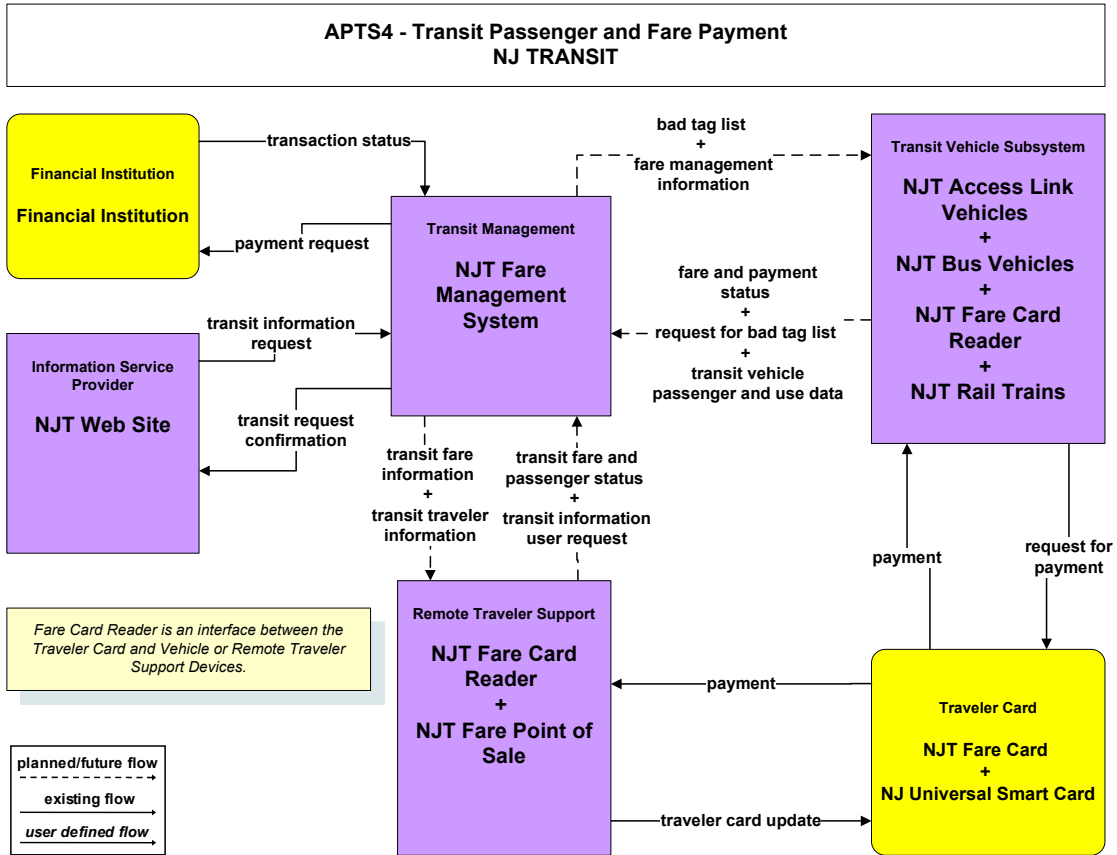 APTS4 - Transit Passenger and Fare Payment
NJ TRANSIT
Financial Institution
Financial Institution
transaction status
payment request
bad tag list
+
fare management
information
Transit Vehicle Subsystem
NJT Access Link
Vehicles
+
NJT Bus Vehicles
+
NJT Fare Card
Reader
+
NJT Rail Trains
Transit Management
NJT Fare
Management
System
fare and payment
status
+
request for bad tag list
+
transit vehicle
passenger and use data
transit information
request
Information Service
Provider
NJT Web Site
transit request
confirmation
transit fare
information
+
transit traveler
information
transit fare and
passenger status
+
transit information
user request
payment
request for
payment
Fare Card Reader is an interface between the
Traveler Card and Vehicle or Remote Traveler
Support Devices.
Remote Traveler Support
NJT Fare Card
Reader
+
NJT Fare Point of
Sale
payment
Traveler Card
NJT Fare Card
+
NJ Universal Smart Card
traveler card update
planned/future flow
existing flow
user defined flow